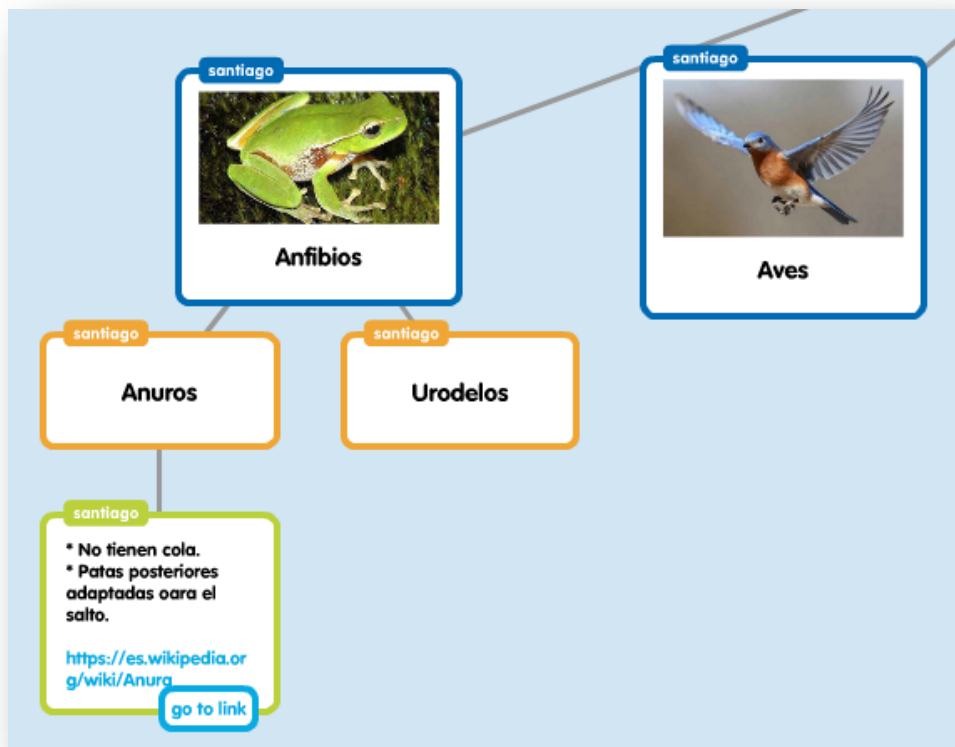 santiago
Anfibios
santiago
Aves
santiago
Anuros
santiago
Urodelos
santiago
* No tienen cola.
* Patas posteriores
adaptadas oara el
salto.
https://es.wikipedia.or
g/wiki/Anura
go to link